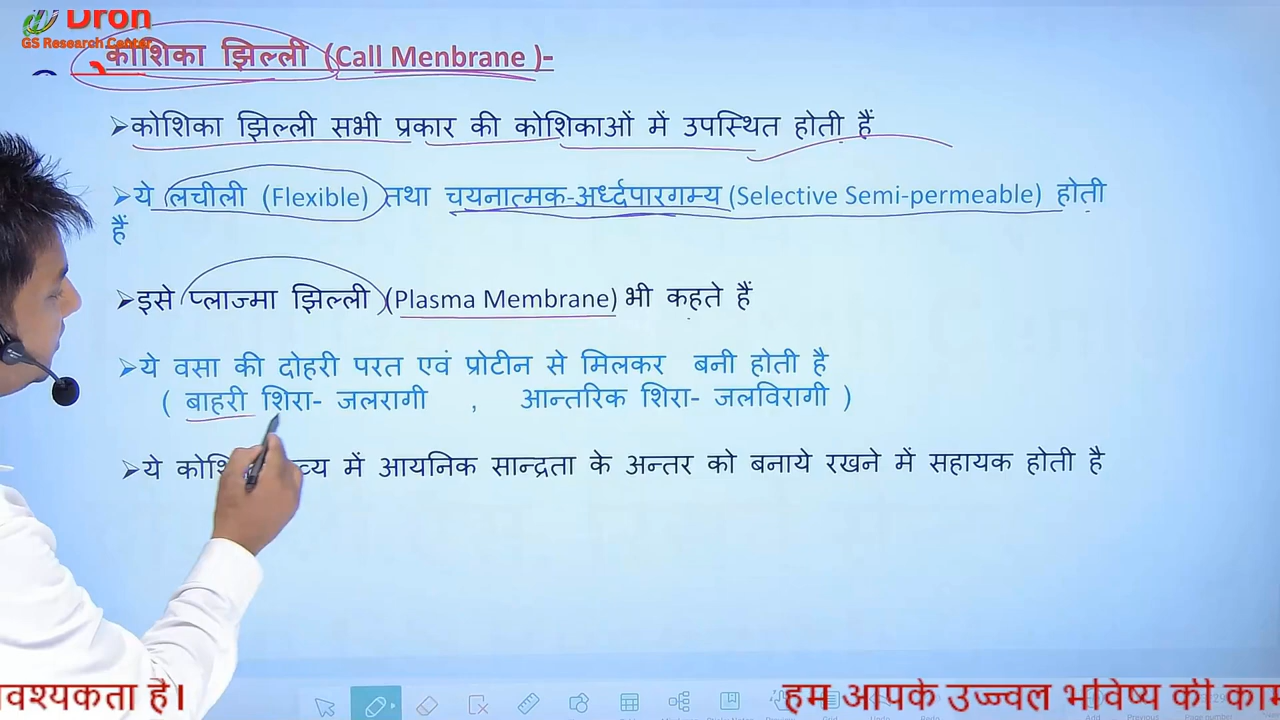 Dron
GS Research Center
कोशिका झिल्ली (Call Menbrane )-
➢कोशिका झिल्ली सभी प्रकार की कोशिकाओं में उपस्थित होती हैं
➢ये लचीली (Flexible) तथा चयनात्मक-अर्ध्दपारगम्य (Selective Semi-permeable) होती
हैं
➢इसे प्लाज्मा झिल्ली (Plasma Membrane) भी कहते हैं
➢ये वसा की दोहरी परत एवं प्रोटीन से मिलकर बनी होती है
( बाहरी शिरा- जलरागी , आन्तरिक शिरा- जलविरागी )
➢ये में आयनिक सान्द्रता के अन्तर को बनाये रखने में सहायक होती है
है। हम आपके उज्ज्वल भविष्य की